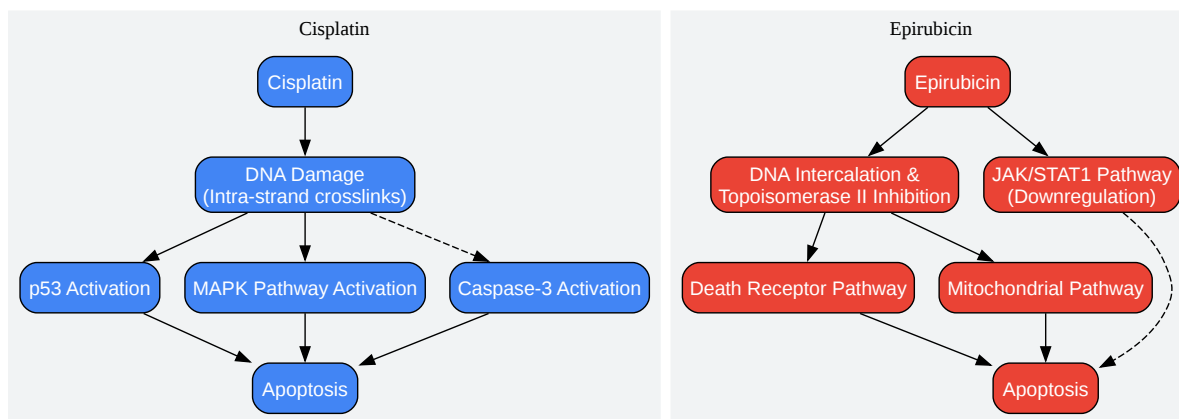 Cisplatin
Cisplatin
DNA Damage
(Intra-strand crosslinks)
p53 Activation
MAPK Pathway Activation
Caspase-3 Activation
Apoptosis
Epirubicin
Epirubicin
DNA Intercalation &
Topoisomerase II Inhibition
JAK/STAT1 Pathway
(Downregulation)
Death Receptor Pathway
Mitochondrial Pathway
Apoptosis